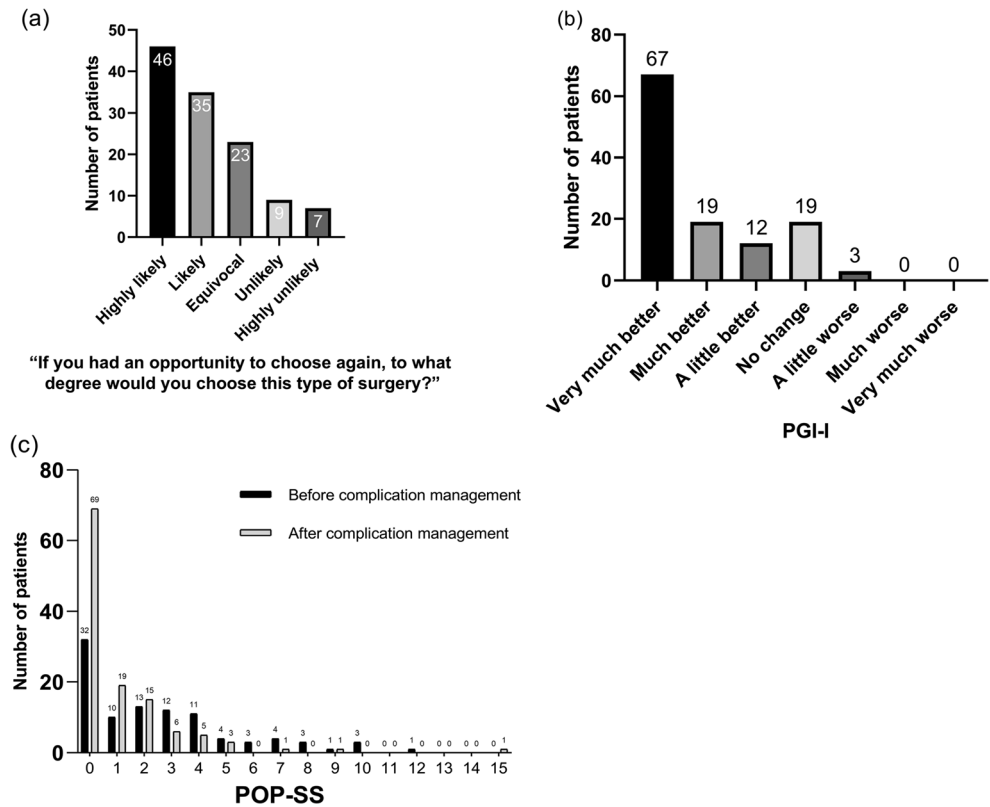 (a)
Number of patients
50
40
30
20
10
0
46
35
23
9
7
Highly likely
Likely
Equivocal
Unlikely
Highly unlikely
“If you had an opportunity to choose again, to what
degree would you choose this type of surgery?”
(b)
Number of patients
80
60
40
20
0
67
19
12
19
3
0
0
Very much better
Much better
A little better
No change
A little worse
Much worse
Very much worse
PGI-I
(c)
Number of patients
80
60
40
20
0
Before complication management
After complication management
32 69
10 19
13 15
12 6
11 5
4 3
3 0
4 1
3 0
1 1
3 0
0 0
1 0
0 0
0 0
0 1
0 1 2 3 4 5 6 7 8 9 10 11 12 13 14 15
POP-SS